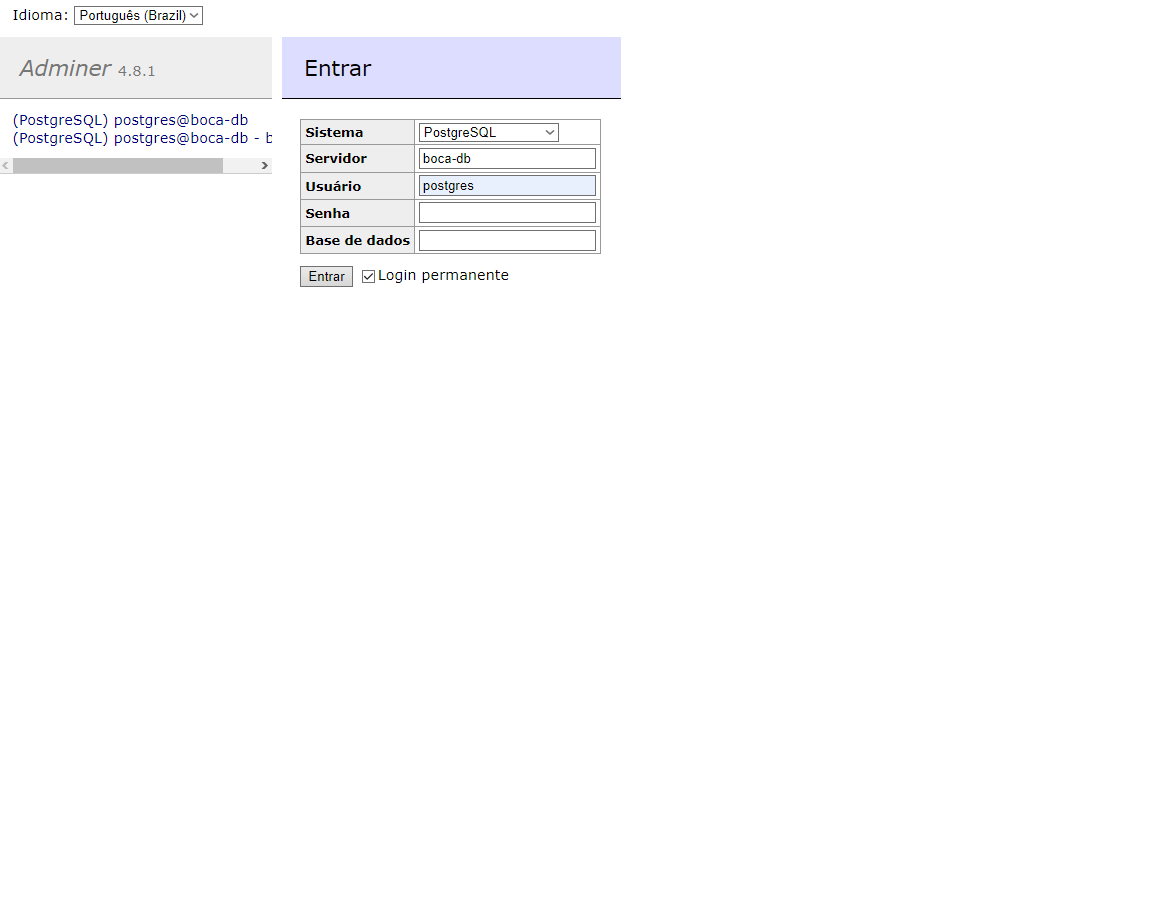 Idioma: Português (Brazil)
Adminer 4.8.1
(PostgreSQL) postgres@boca-db
(PostgreSQL) postgres@boca-db - b
Entrar
Sistema PostgreSQL
Servidor boca-db
Usuário postgres
Senha
Base de dados
Entrar Login permanente